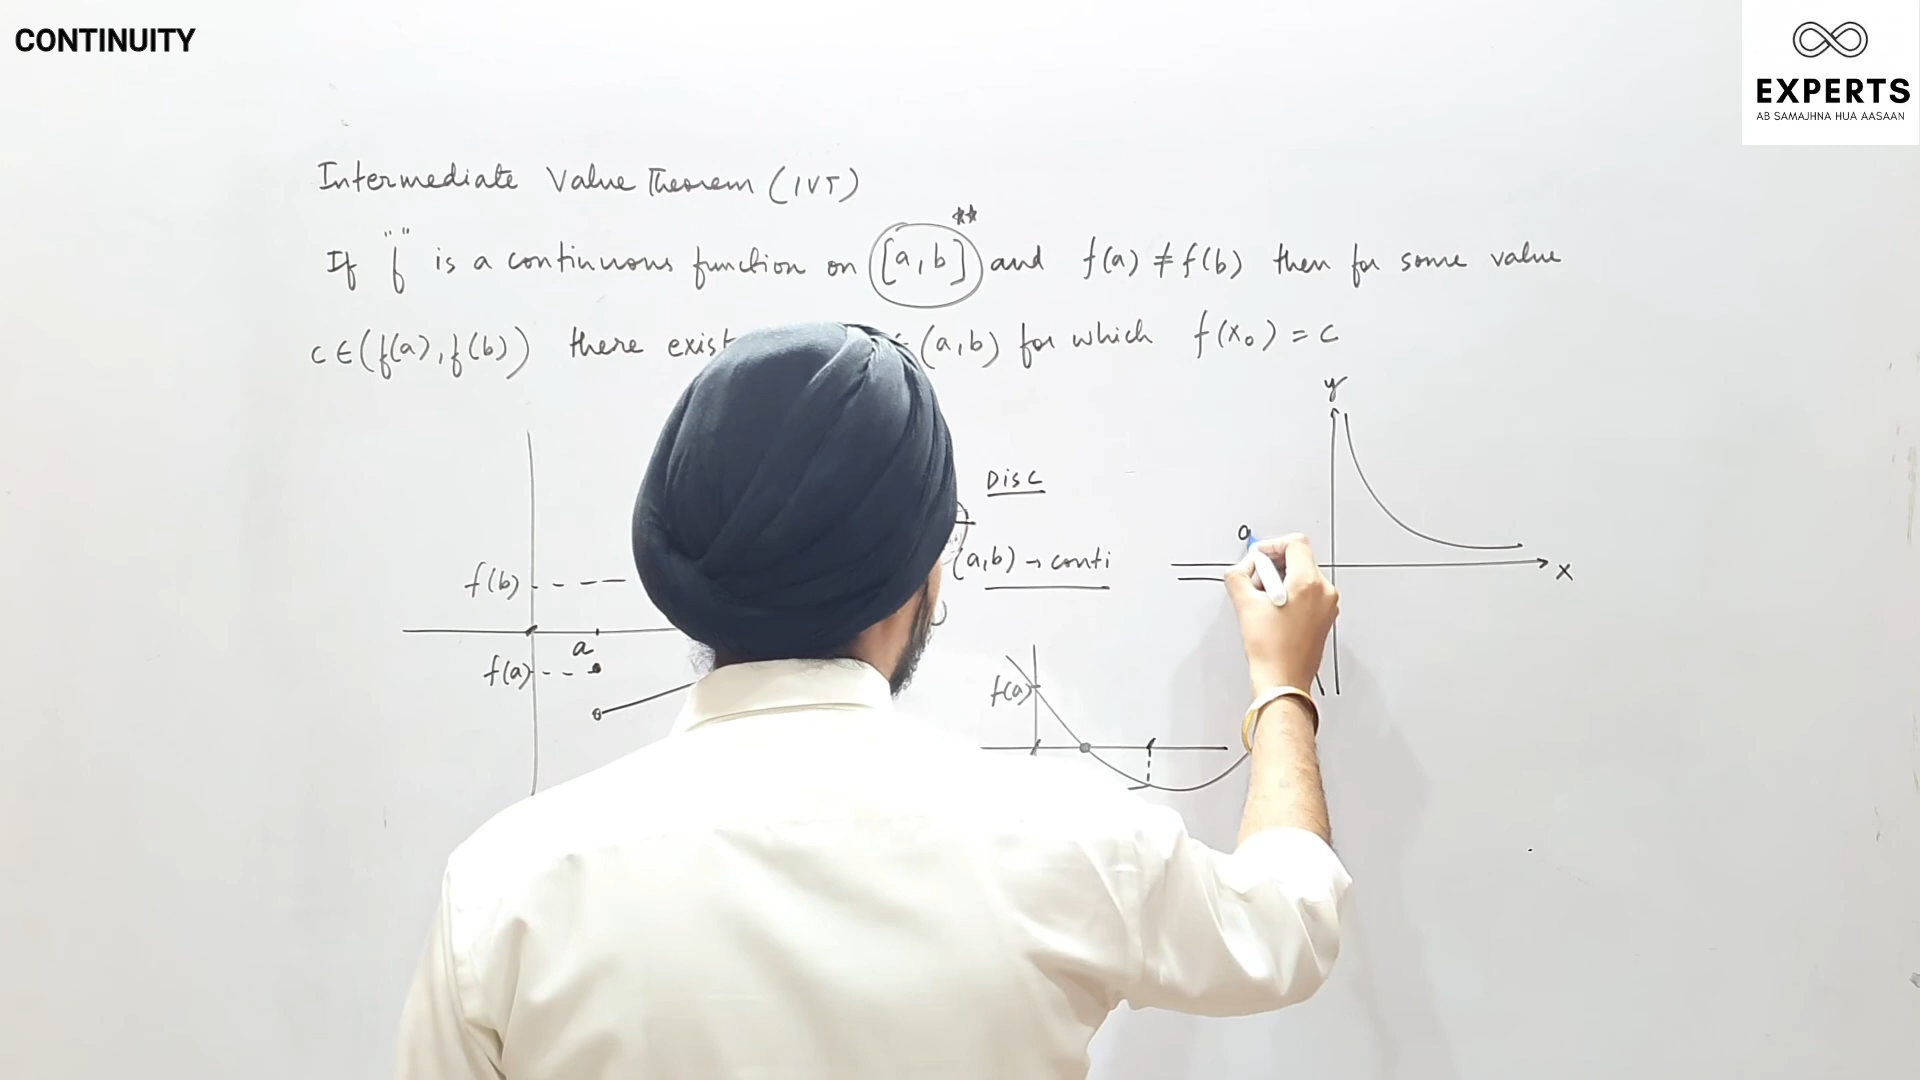 CONTINUITY
EXPERTS
AB SAMAJHNA HUA AASAAN
Intermediate Value Theorem (IVT)
If "f" is a continuous function on [a,b] ** and f(a) ≠ f(b) then for some value
c ∈ (f(a), f(b)) there exist (a,b) for which f(x₀) = c
y
Disc
a
f(b)
(a,b) → conti
x
a
f(a)
f(a)